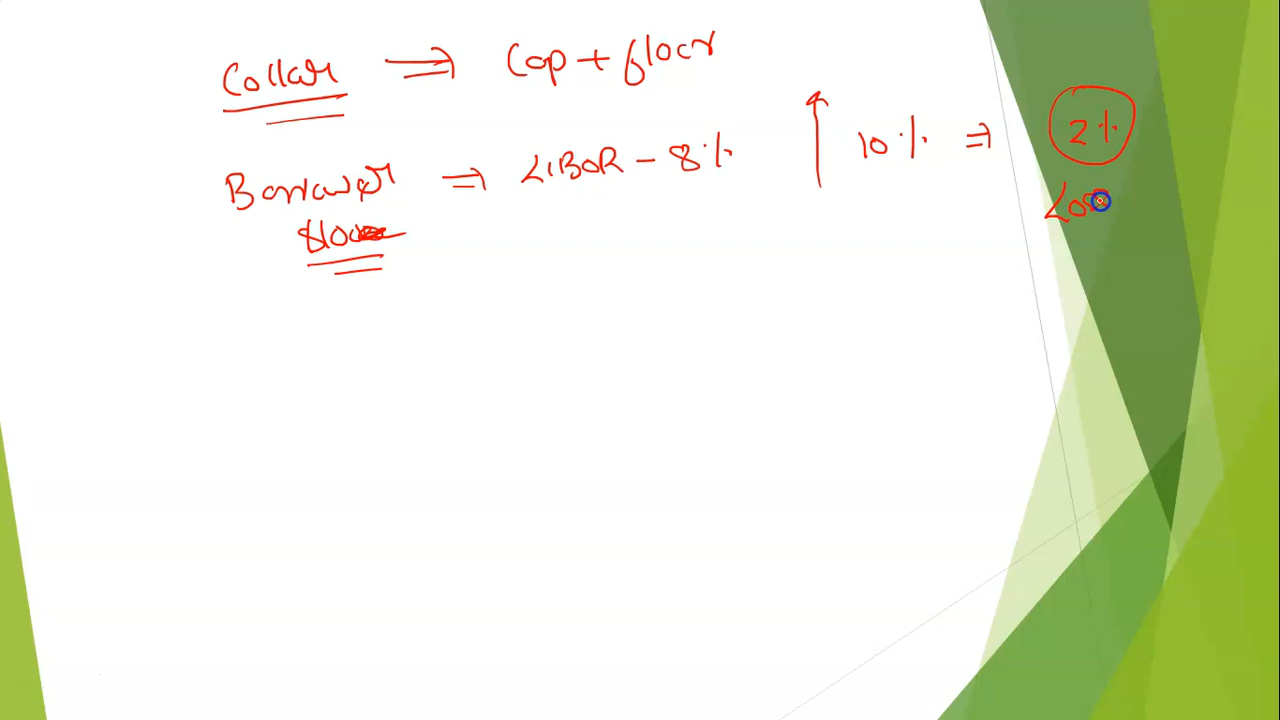 Collar ⇒ Cap + floor
Borrower ⇒ LIBOR - 8% ↑ 10% ⇒ 2%
Loss